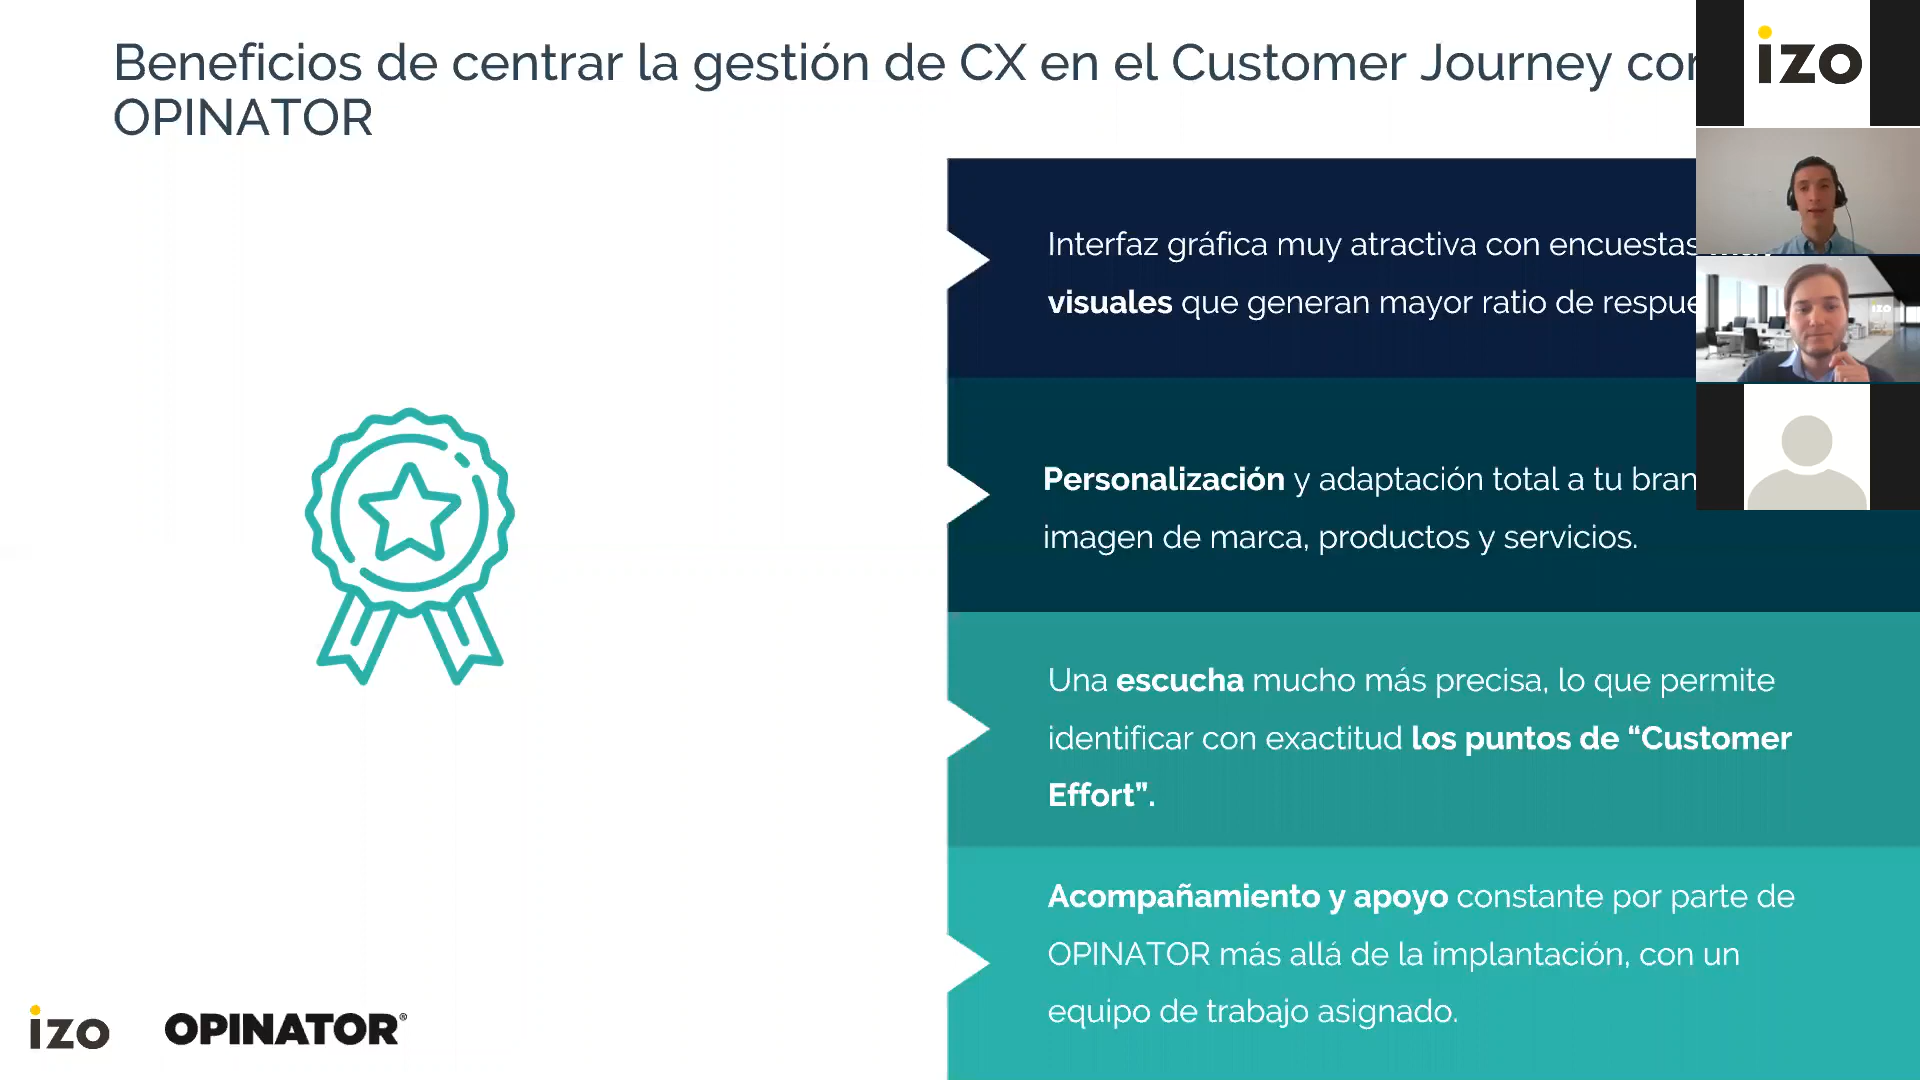 Beneficios de centrar la gestión de CX en el Customer Journey con
OPINATOR
izo
Interfaz gráfica muy atractiva con encuestas
visuales que generan mayor ratio de
Personalización y adaptación total a tu
imagen de marca, productos y servicios.
Una escucha mucho más precisa, lo que permite
identificar con exactitud los puntos de “Customer
Effort”.
Acompañamiento y apoyo constante por parte de
OPINATOR más allá de la implantación, con un
equipo de trabajo asignado.
izo
OPINATOR®
izo